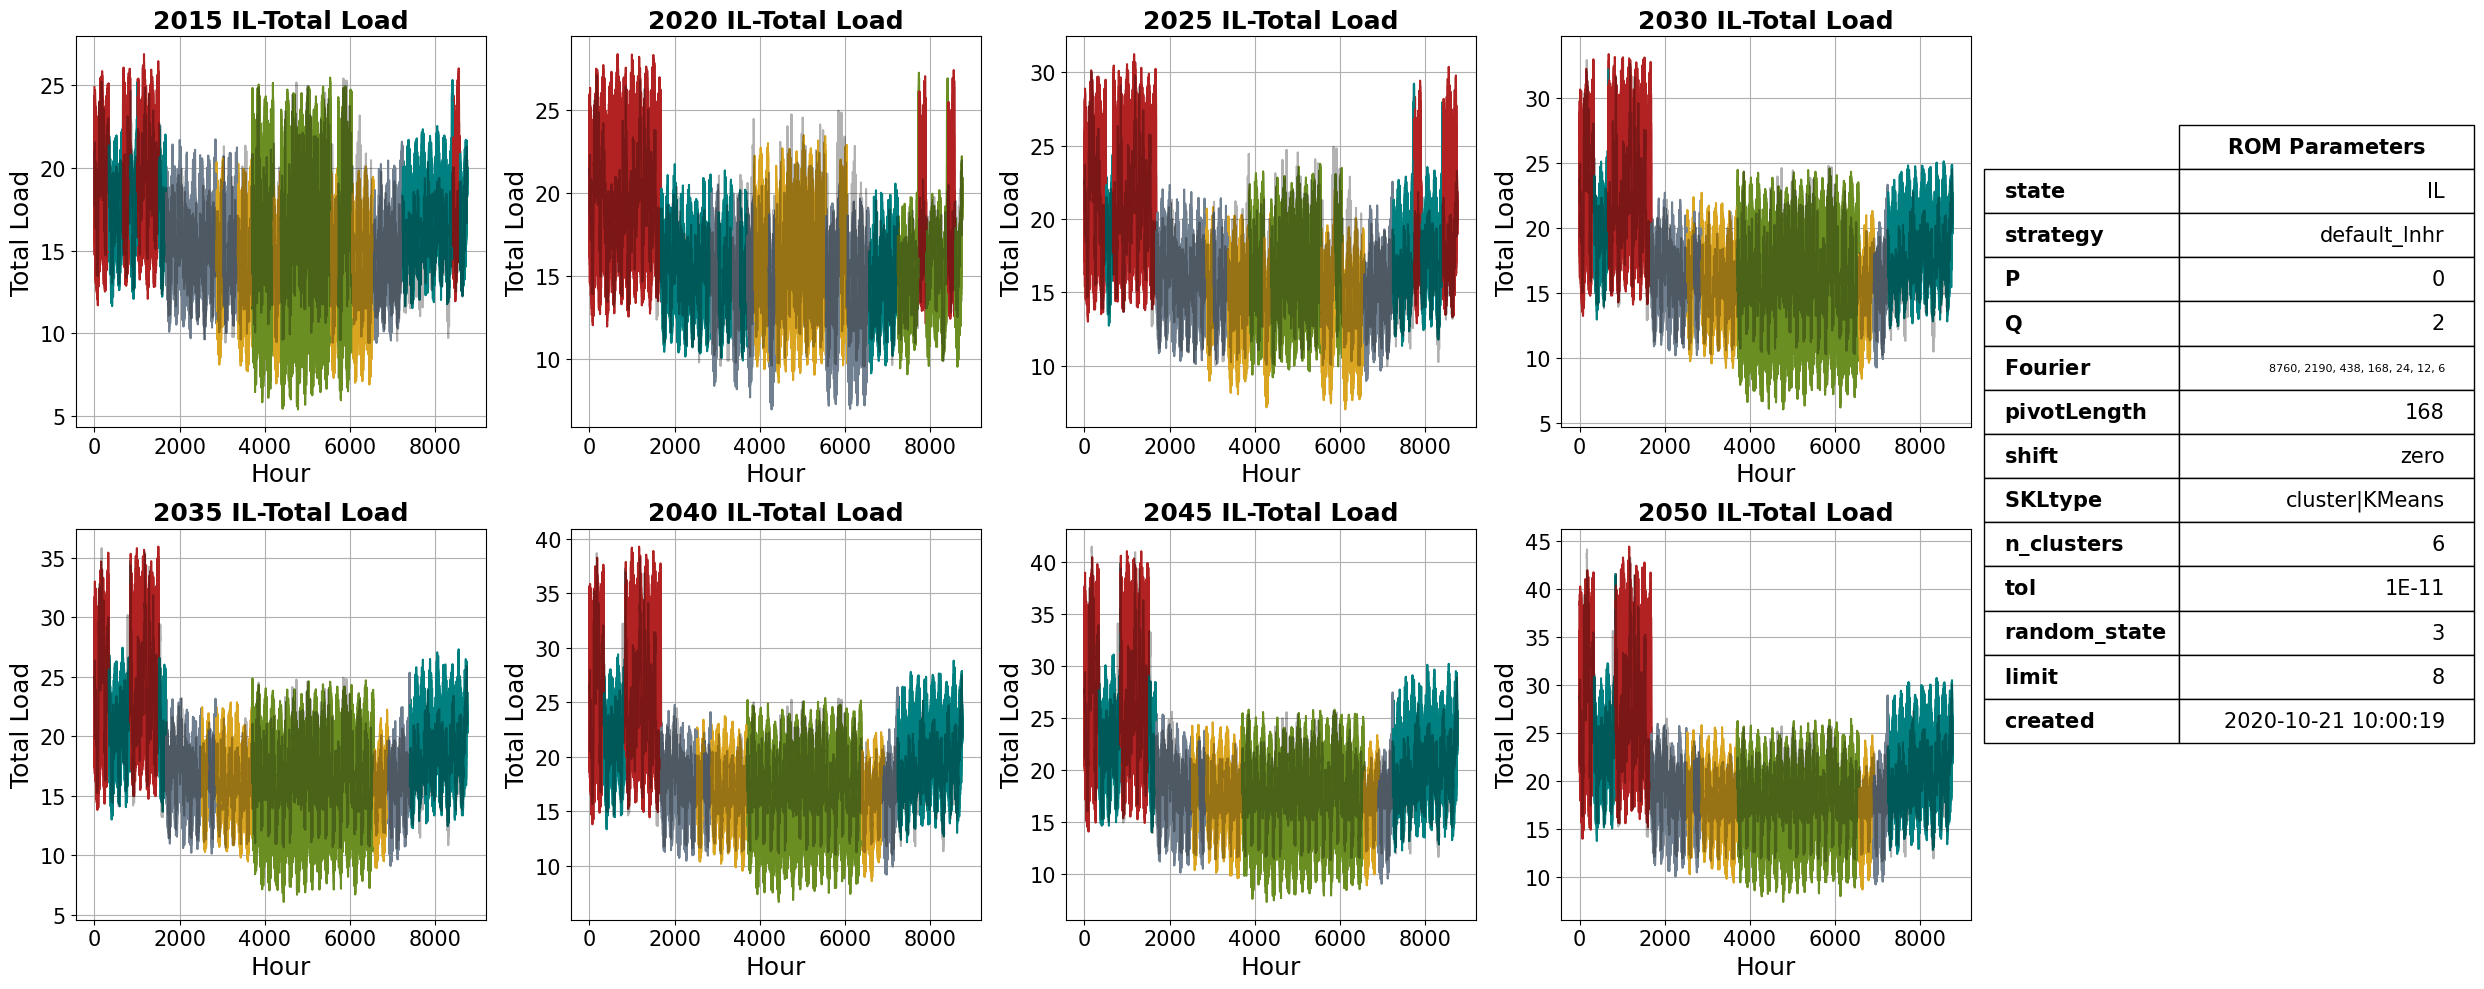 2015 IL-Total Load
2020 IL-Total Load
2025 IL-Total Load
2030 IL-Total Load
Total Load
25
20
15
10
5
0 2000 4000 6000 8000
Hour
Total Load
25
20
15
10
0 2000 4000 6000 8000
Hour
Total Load
30
25
20
15
10
0 2000 4000 6000 8000
Hour
Total Load
30
25
20
15
10
5
0 2000 4000 6000 8000
Hour
2035 IL-Total Load
2040 IL-Total Load
2045 IL-Total Load
2050 IL-Total Load
Total Load
35
30
25
20
15
10
5
0 2000 4000 6000 8000
Hour
Total Load
40
35
30
25
20
15
10
0 2000 4000 6000 8000
Hour
Total Load
40
35
30
25
20
15
10
0 2000 4000 6000 8000
Hour
Total Load
45
40
35
30
25
20
15
10
0 2000 4000 6000 8000
Hour
ROM Parameters
state IL
strategy default_lnhr
P 0
Q 2
Fourier 8760, 2190, 438, 168, 24, 12, 6
pivotLength 168
shift zero
SKLtype cluster|KMeans
n_clusters 6
tol 1E-11
random_state 3
limit 8
created 2020-10-21 10:00:19